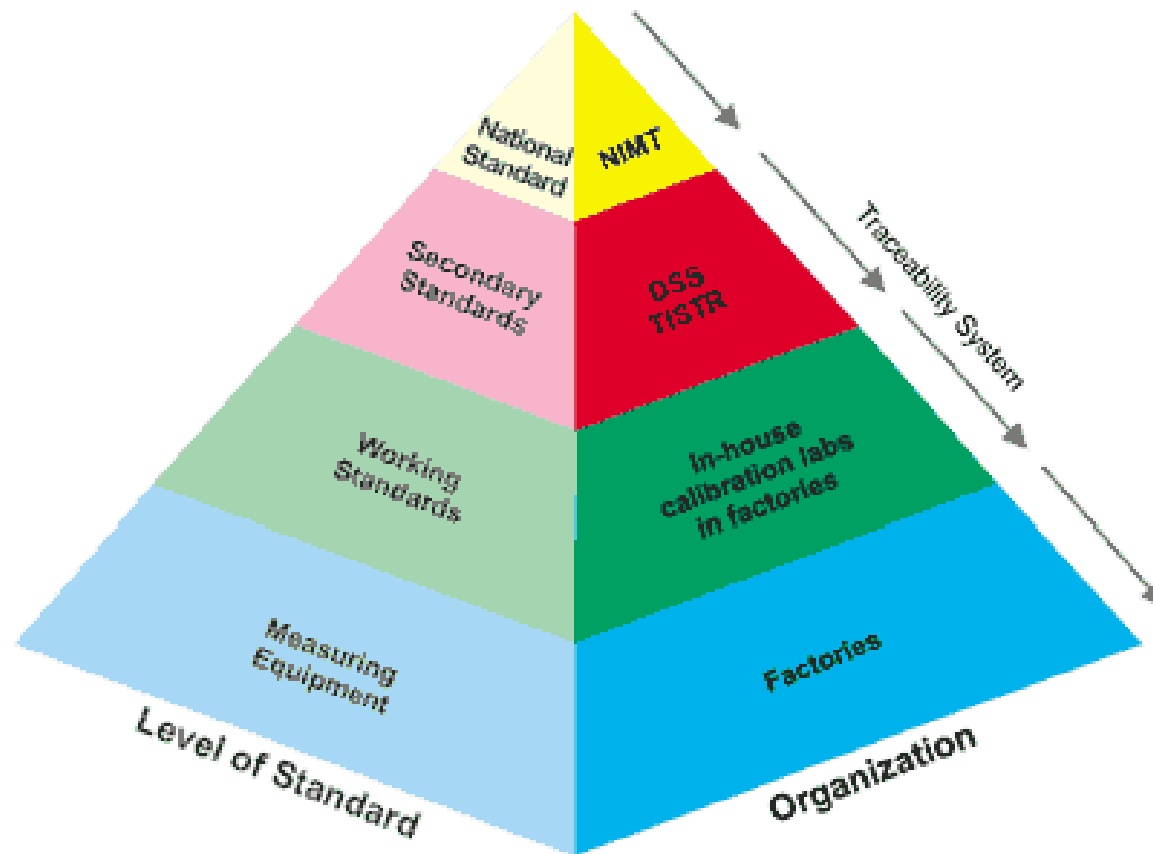 National
Standard
NIMT
Secondary
Standards
DSS
TISTR
Traceability System
Working
Standards
In-house
calibration labs
in factories
Measuring
Equipment
Factories
Level of Standard
Organization